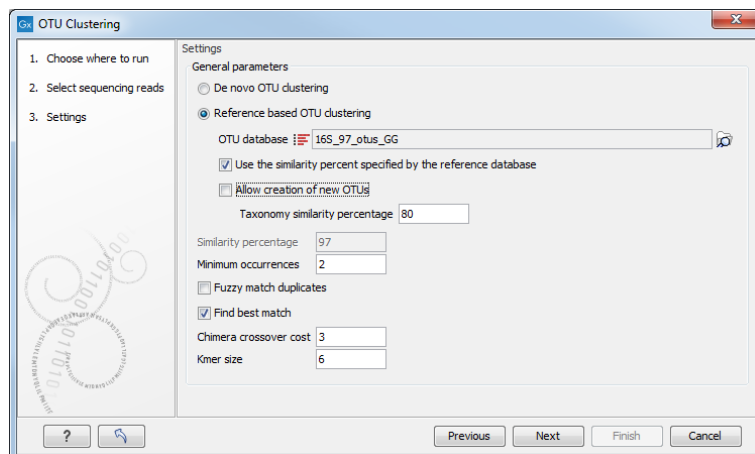 Gx OTU Clustering
1. Choose where to run
2. Select sequencing reads
3. Settings
Settings
General parameters
De novo OTU clustering
Reference based OTU clustering
OTU database 16S_97_otus_GG
Use the similarity percent specified by the reference database
Allow creation of new OTUs
Taxonomy similarity percentage 80
Similarity percentage 97
Minimum occurrences 2
Fuzzy match duplicates
Find best match
Chimera crossover cost 3
Kmer size 6
? Previous Next Finish Cancel